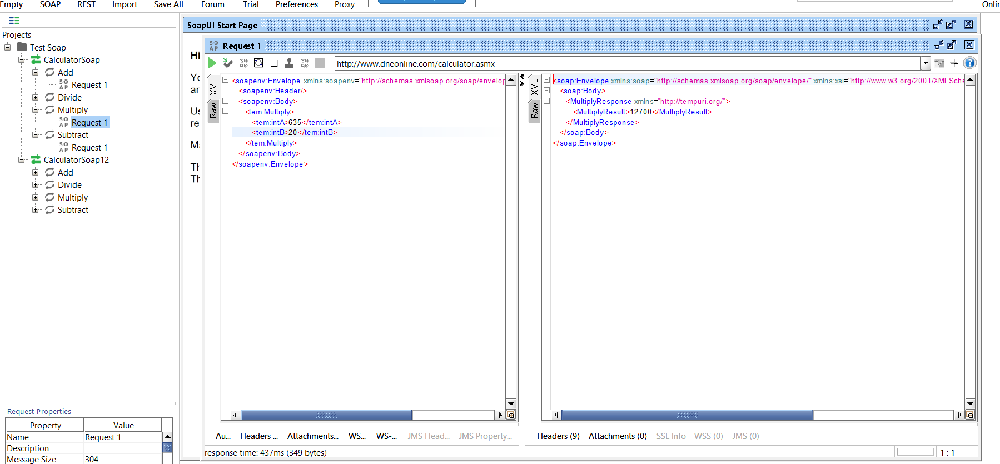 Empty SOAP REST Import Save All Forum Trial Preferences Proxy
Projects
Test Soap
CalculatorSoap
Add
Request 1
Divide
Multiply
Request 1
Subtract
Request 1
CalculatorSoap12
Add
Divide
Multiply
Subtract
Request Properties
Property Value
Name Request 1
Description
Message Size 304
SoapUI Start Page
Hi
SOAP Request 1
http://www.dneonline.com/calculator.asmx
XML
Raw
<soapenv:Envelope xmlns:soapenv="http://schemas.xmlsoap.org/soap/envelop
<soapenv:Header/>
<soapenv:Body>
<tem:Multiply>
<tem:intA>635</tem:intA>
<tem:intB>20</tem:intB>
</tem:Multiply>
</soapenv:Body>
</soapenv:Envelope>
XML
Raw
<soap:Envelope xmlns:soap="http://schemas.xmlsoap.org/soap/envelope/" xmlns:xsi="http://www.w3.org/2001/XMLSche
<soap:Body>
<MultiplyResponse xmlns="http://tempuri.org/">
<MultiplyResult>12700</MultiplyResult>
</MultiplyResponse>
</soap:Body>
</soap:Envelope>
Au... Headers ... Attachments... WS... WS-... JMS Head... JMS Property...
Headers (9) Attachments (0) SSL Info WSS (0) JMS (0)
response time: 437ms (349 bytes)
1 : 1